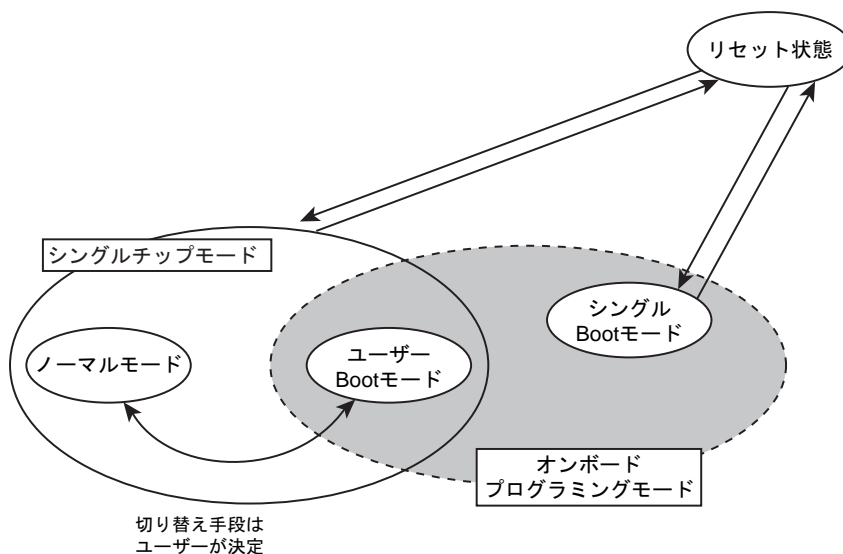 リセット状態
シングルチップモード
シングル
Bootモード
ノーマルモード
ユーザー
Bootモード
オンボード
プログラミングモード
切り替え手段は
ユーザーが決定